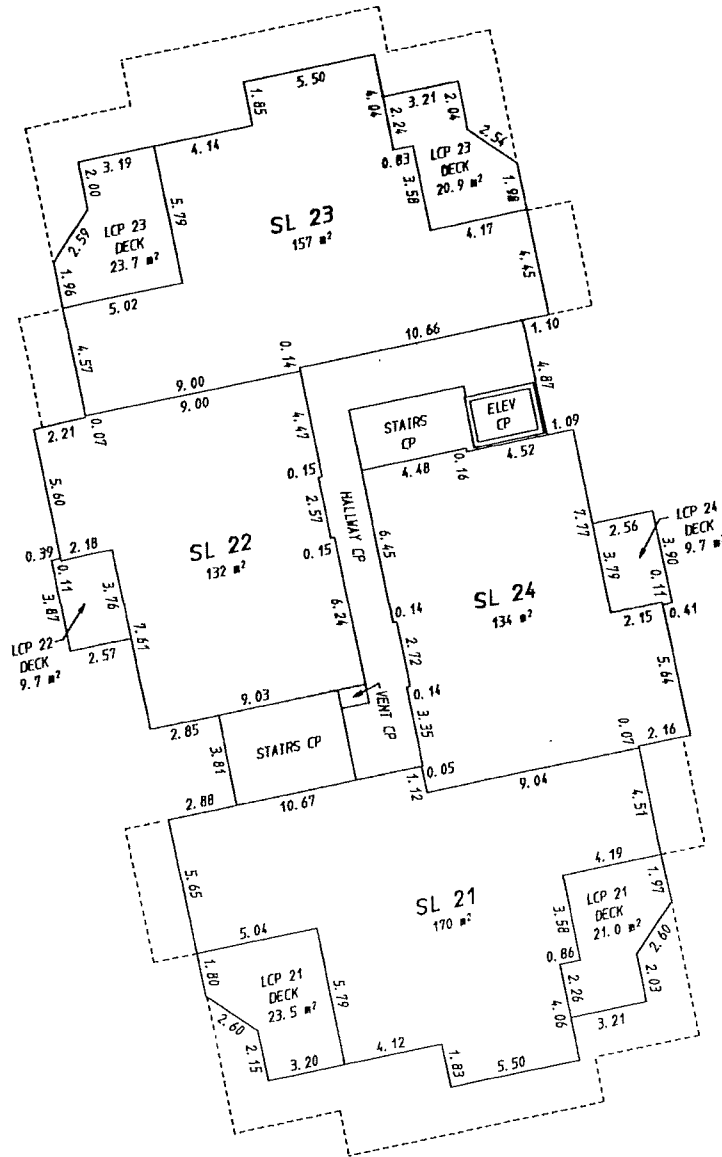 5.50
1.85
4.04
3.21
2.04
2.24
4.14
3.19
2.00
0.83
LCP 23
DECK
20.9 m²
2.54
3.58
1.98
5.79
SL 23
157 m²
LCP 23
DECK
23.7 m²
2.59
1.96
5.02
4.17
4.45
4.57
10.66
1.10
0.14
9.00
9.00
4.87
2.21
0.07
STAIRS
CP
ELEV
CP
4.47
1.09
5.60
0.15
4.48
0.16
4.52
HALLWAY CP
2.57
7.77
2.56
LCP 24
DECK
9.7 m²
3.90
0.39
2.18
0.11
SL 22
132 m²
0.15
6.45
3.79
0.11
3.87
3.76
7.61
6.24
0.14
SL 24
134 m²
2.15
0.41
LCP 22
DECK
9.7 m²
2.57
2.72
5.64
9.03
VENT CP
0.14
2.85
3.81
STAIRS CP
3.35
0.07
2.16
0.05
1.12
9.04
2.88
10.67
4.51
5.65
4.19
1.97
SL 21
170 m²
3.58
LCP 21
DECK
21.0 m²
5.04
0.86
2.60
1.80
LCP 21
DECK
23.5 m²
5.79
2.26
2.03
2.60
2.15
4.06
3.21
3.20
4.12
1.83
5.50